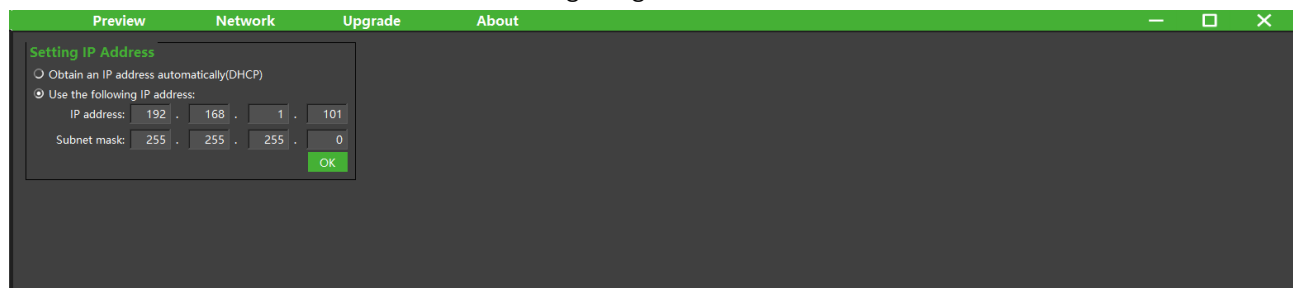 Preview Network Upgrade About
Setting IP Address
Obtain an IP address automatically(DHCP)
Use the following IP address:
IP address: 192 . 168 . 1 . 101
Subnet mask: 255 . 255 . 255 . 0
OK